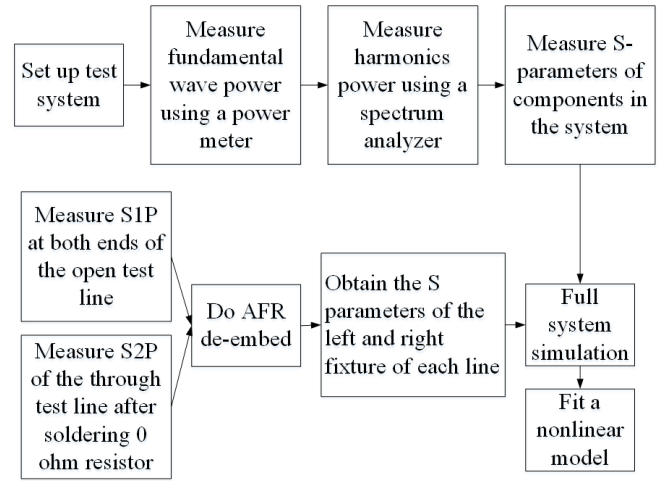 Set up test
system
Measure
fundamental
wave power
using a power
meter
Measure
harmonics
power using a
spectrum
analyzer
Measure S-
parameters of
components in
the system
Measure S1P
at both ends of
the open test
line
Measure S2P
of the through
test line after
soldering 0
ohm resistor
Do AFR
de-embed
Obtain the S
parameters of the
left and right
fixture of each line
Full
system
simulation
Fit a
nonlinear
model